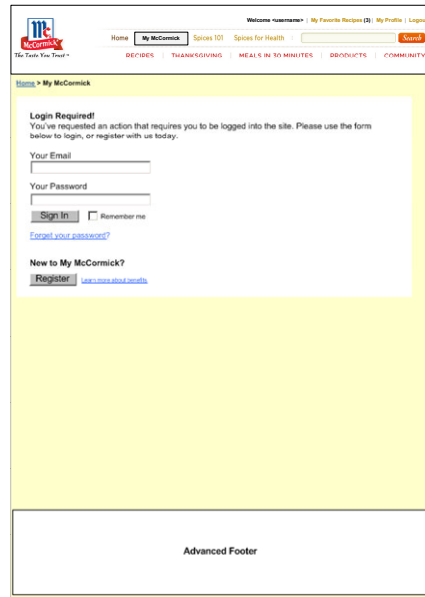 Welcome <username> | My Favorite Recipes (3) | My Profile | Logou
Mc
McCormick
The Taste You Trust™
Home My McCormick Spices 101 Spices for Health Search
RECIPES | THANKSGIVING | MEALS IN 30 MINUTES | PRODUCTS | COMMUNITY
Home > My McCormick
Login Required!
You've requested an action that requires you to be logged into the site. Please use the form
below to login, or register with us today.
Your Email
Your Password
Sign In Remember me
Forget your password?
New to My McCormick?
Register Learn more about benefits
Advanced Footer